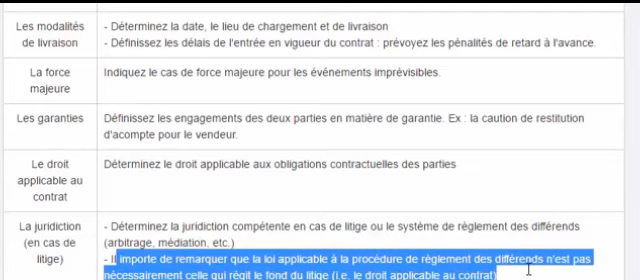 Les modalités
de livraison
- Déterminez la date, le lieu de chargement et de livraison
- Définissez les délais de l'entrée en vigueur du contrat : prévoyez les pénalités de retard à l'avance.
La force
majeure
Indiquez le cas de force majeure pour les événements imprévisibles.
Les garanties
Définissez les engagements des deux parties en matière de garantie. Ex : la caution de restitution
d'acompte pour le vendeur.
Le droit
applicable au
contrat
Déterminez le droit applicable aux obligations contractuelles des parties
La juridiction
(en cas de
litige)
- Déterminez la juridiction compétente en cas de litige ou le système de règlement des différends
(arbitrage, médiation, etc.)
- Il importe de remarquer que la loi applicable à la procédure de règlement des différends n'est pas
nécessairement celle qui régit le fond du litige (i.e. le droit applicable au contrat)